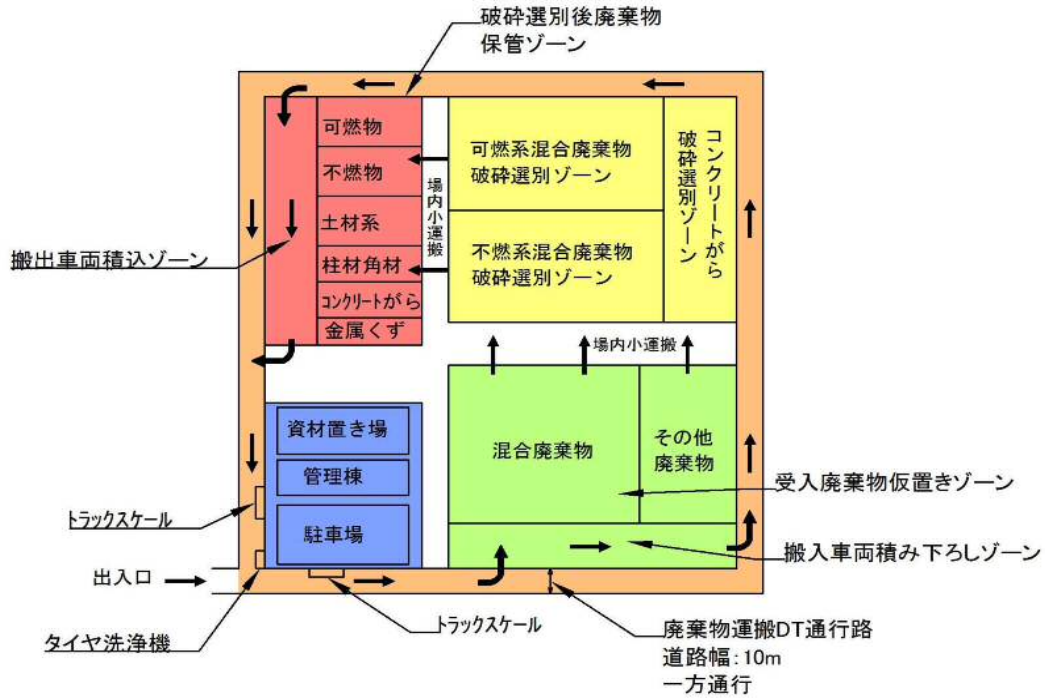 破砕選別後廃棄物
保管ゾーン
可燃物
不燃物
土材系
柱材角材
コンクリートがら
金属くず
場内小運搬
可燃系混合廃棄物
破砕選別ゾーン
不燃系混合廃棄物
破砕選別ゾーン
コンクリートがら
破砕選別ゾーン
搬出車両積込ゾーン
場内小運搬
資材置き場
管理棟
駐車場
混合廃棄物
その他
廃棄物
受入廃棄物仮置きゾーン
搬入車両積み下ろしゾーン
トラックスケール
出入口
タイヤ洗浄機
トラックスケール
廃棄物運搬DT通行路
道路幅:10m
一方通行